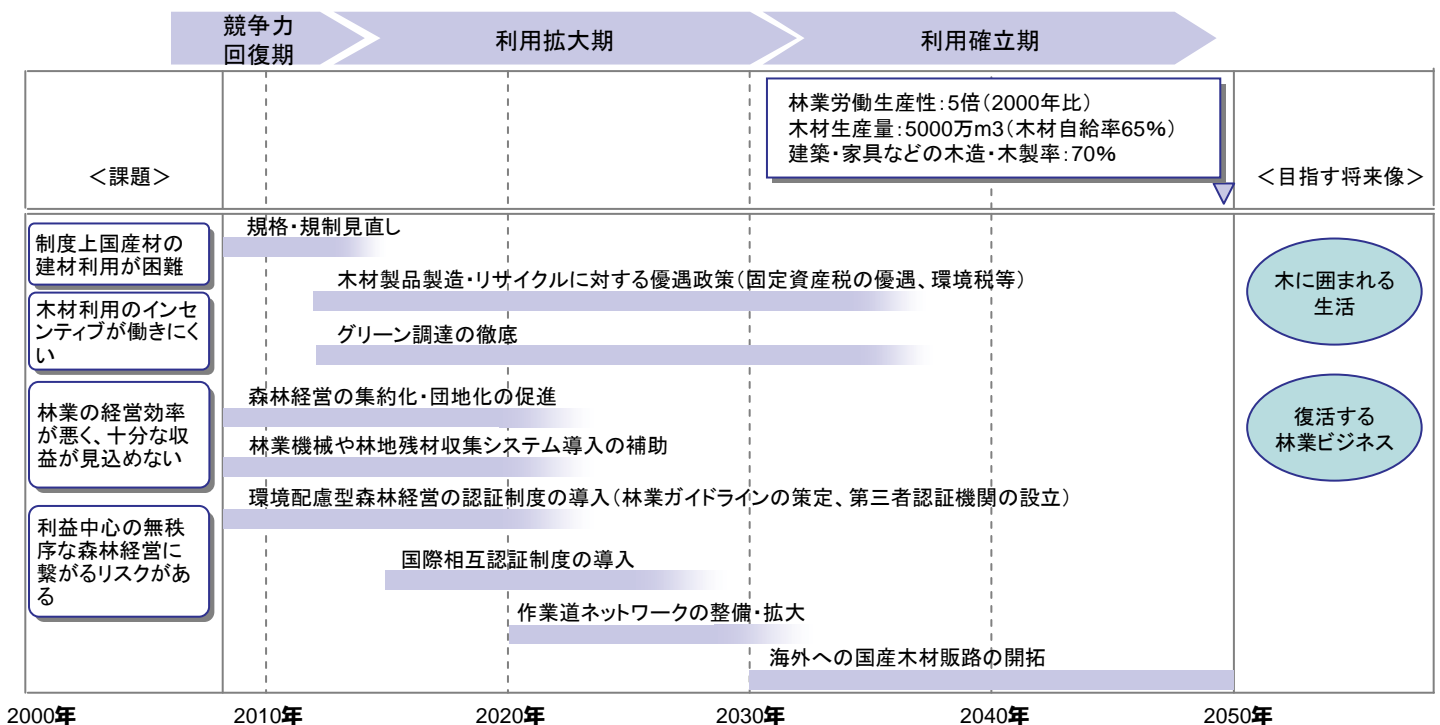 競争力
回復期
利用拡大期
利用確立期
林業労働生産性:5倍(2000年比)
木材生産量:5000万m3(木材自給率65%)
建築・家具などの木造・木製率:70%
<課題>
<目指す将来像>
制度上国産材の
建材利用が困難
木材利用のインセ
ンティブが働きにく
い
林業の経営効率
が悪く、十分な収
益が見込めない
利益中心の無秩
序な森林経営に
繋がるリスクがあ
る
規格・規制見直し
木材製品製造・リサイクルに対する優遇政策(固定資産税の優遇、環境税等)
グリーン調達の徹底
森林経営の集約化・団地化の促進
林業機械や林地残材収集システム導入の補助
環境配慮型森林経営の認証制度の導入(林業ガイドラインの策定、第三者認証機関の設立)
国際相互認証制度の導入
作業道ネットワークの整備・拡大
海外への国産木材販路の開拓
木に囲まれる
生活
復活する
林業ビジネス
2000年
2010年
2020年
2030年
2040年
2050年